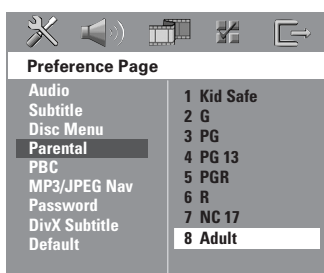 Preference Page
Audio
Subtitle
Disc Menu
Parental
PBC
MP3/JPEG Nav
Password
DivX Subtitle
Default
1 Kid Safe
2 G
3 PG
4 PG 13
5 PGR
6 R
7 NC 17
8 Adult